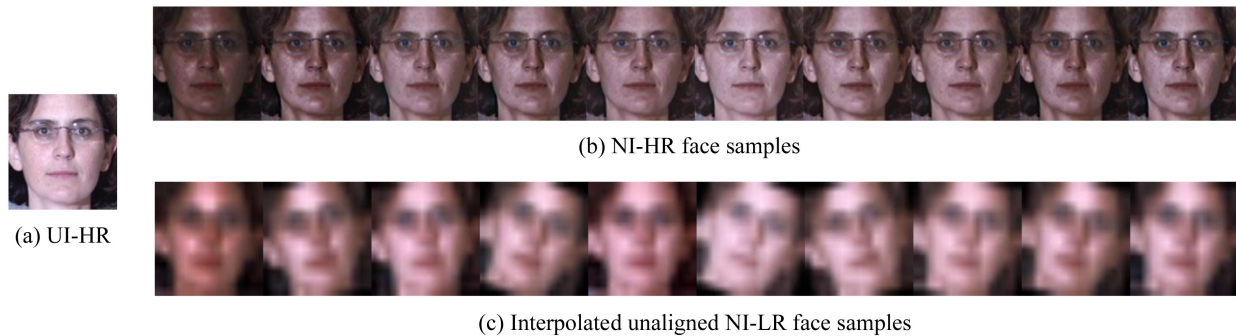 (a) UI-HR
(b) NI-HR face samples
(c) Interpolated unaligned NI-LR face samples